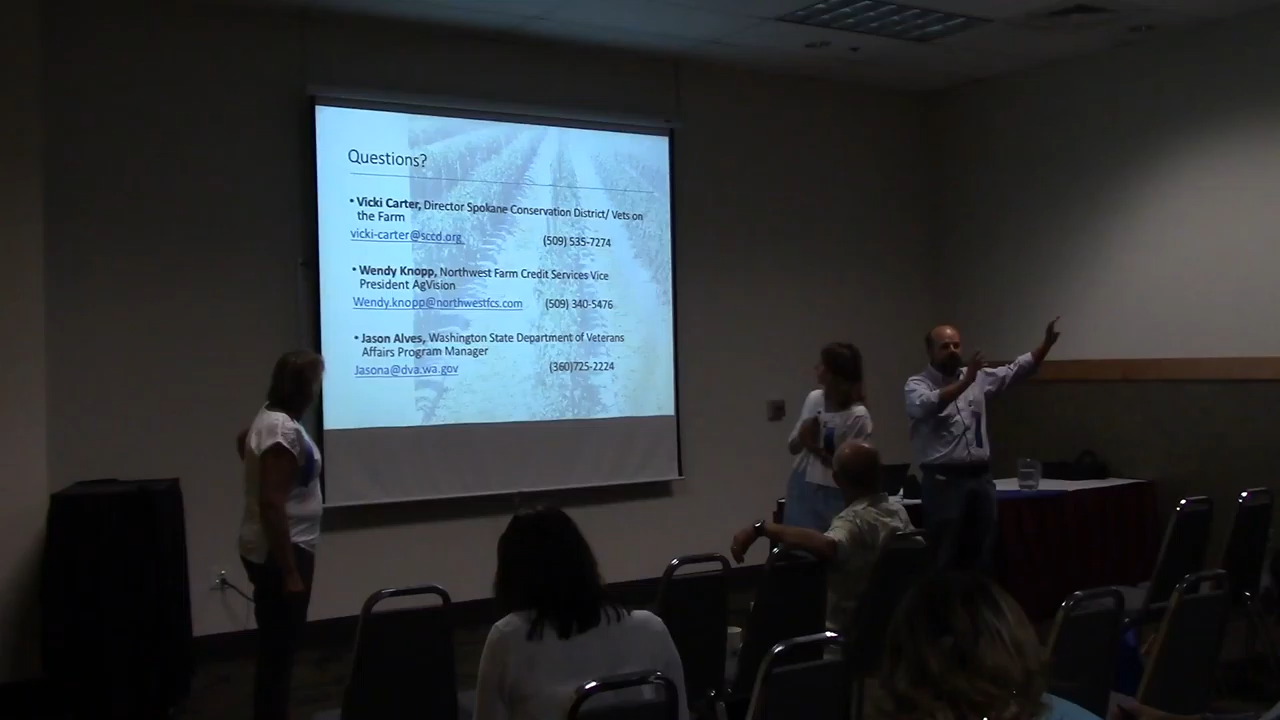 Questions?
• Vicki Carter, Director Spokane Conservation District/ Vets on
the Farm
vicki-carter@sccd.org (509) 535-7274
• Wendy Knopp, Northwest Farm Credit Services Vice
President AgVision
Wendy.knopp@northwestfcs.com (509) 340-5476
• Jason Alves, Washington State Department of Veterans
Affairs Program Manager
Jasona@dva.wa.gov (360)725-2224